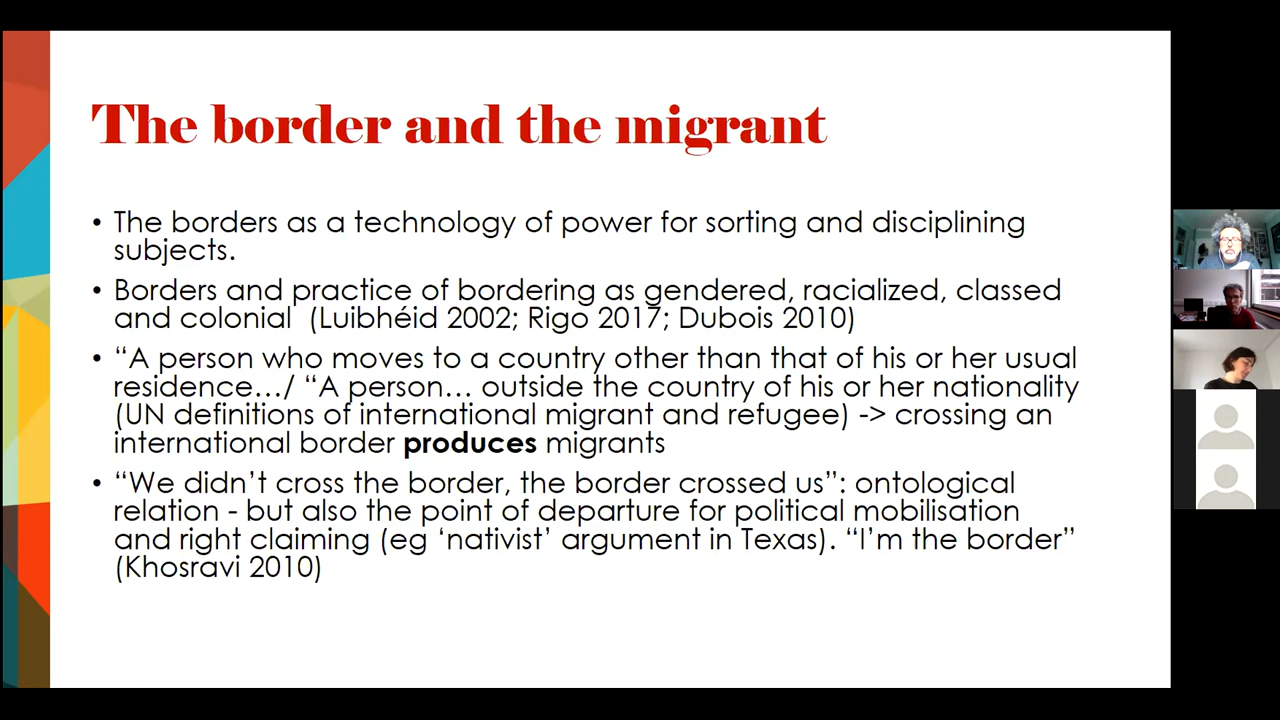 The border and the migrant
• The borders as a technology of power for sorting and disciplining
subjects.
• Borders and practice of bordering as gendered, racialized, classed
and colonial  (Luibhéid 2002; Rigo 2017; Dubois 2010)
• “A person who moves to a country other than that of his or her usual
residence…/ “A person… outside the country of his or her nationality
(UN definitions of international migrant and refugee) -> crossing an
international border produces migrants
• “We didn’t cross the border, the border crossed us”: ontological
relation - but also the point of departure for political mobilisation
and right claiming (eg ‘nativist’ argument in Texas). “I’m the border”
(Khosravi 2010)